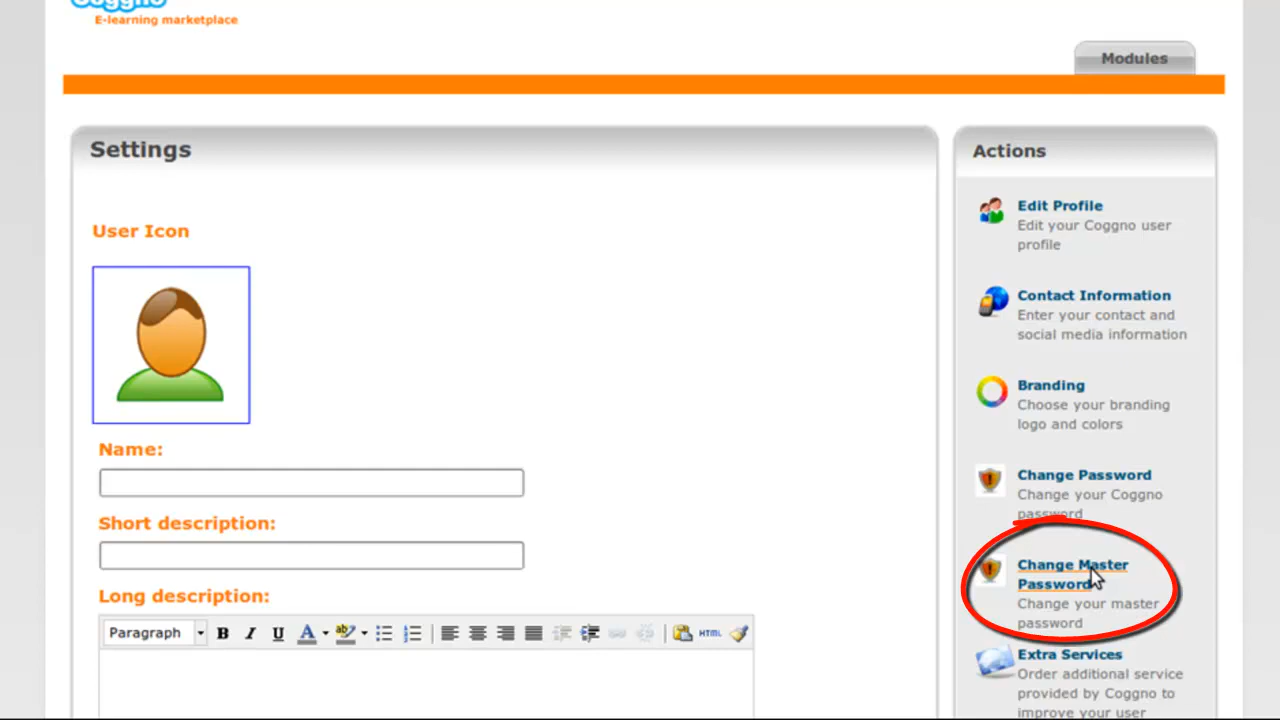 Coggno
E-learning marketplace
Modules
Settings
User Icon
Name:
Short description:
Long description:
Paragraph
B I U A ab HTML
Actions
Edit Profile
Edit your Coggno user
profile
Contact Information
Enter your contact and
social media information
Branding
Choose your branding
logo and colors
Change Password
Change your Coggno
password
Change Master
Password
Change your master
password
Extra Services
Order additional service
provided by Coggno to
improve your user